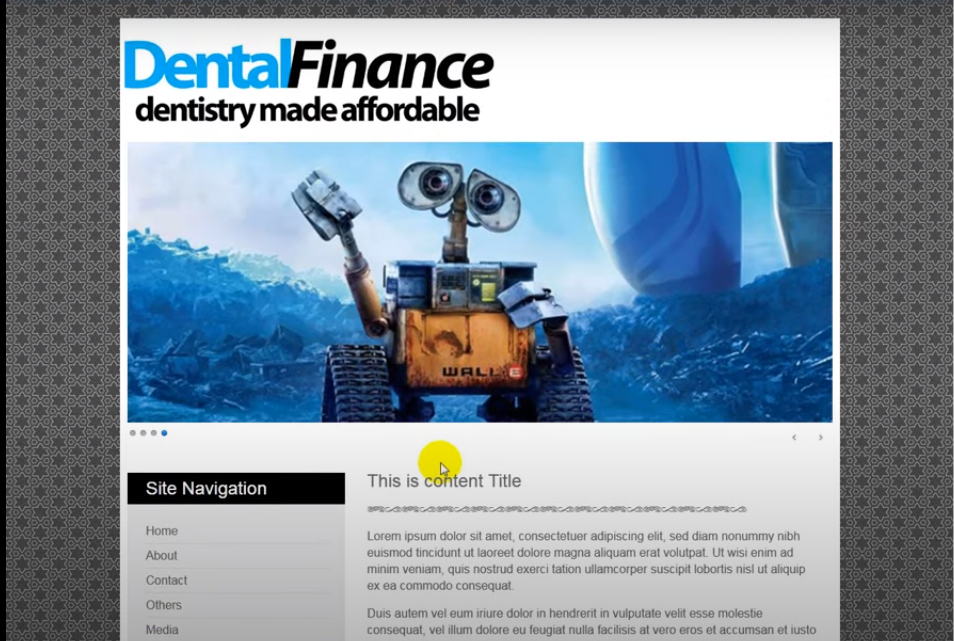 DentalFinance
dentistry made affordable
WALL E
Site Navigation
Home
About
Contact
Others
Media
This is content Title
Lorem ipsum dolor sit amet, consectetuer adipiscing elit, sed diam nonummy nibh
euismod tincidunt ut laoreet dolore magna aliquam erat volutpat. Ut wisi enim ad
minim veniam, quis nostrud exerci tation ullamcorper suscipit lobortis nisl ut aliquip
ex ea commodo consequat.
Duis autem vel eum iriure dolor in hendrerit in vulputate velit esse molestie
consequat, vel illum dolore eu feugiat nulla facilisis at vero eros et accumsan et iusto